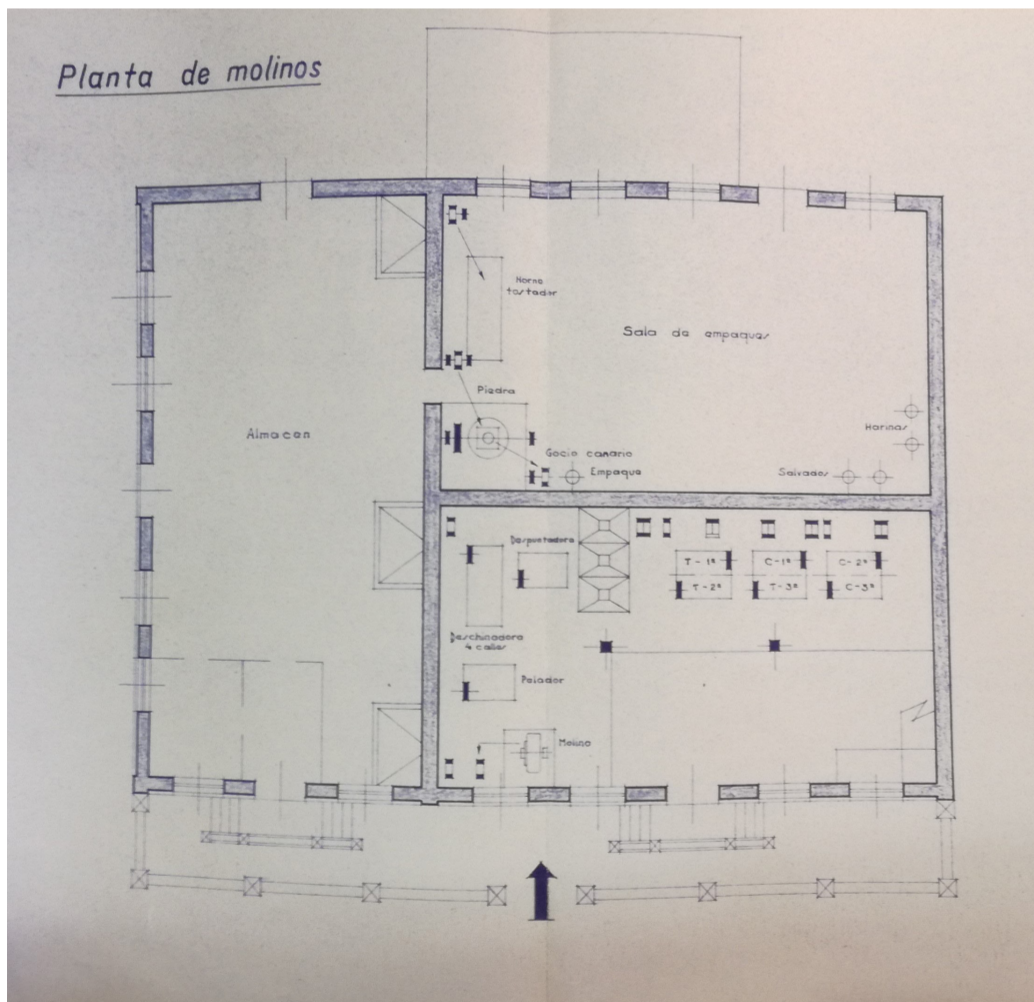 Planta de molinos
Horno
tostador
Sala de empaques
Piedra
Almacen
Harinas
Gocio canario
Empaque
Salvados
Despuntadora
T-1ª
C-1ª
C-2ª
T-2ª
T-3ª
C-3ª
Deschinadora
4 calles
Pelador
Molino